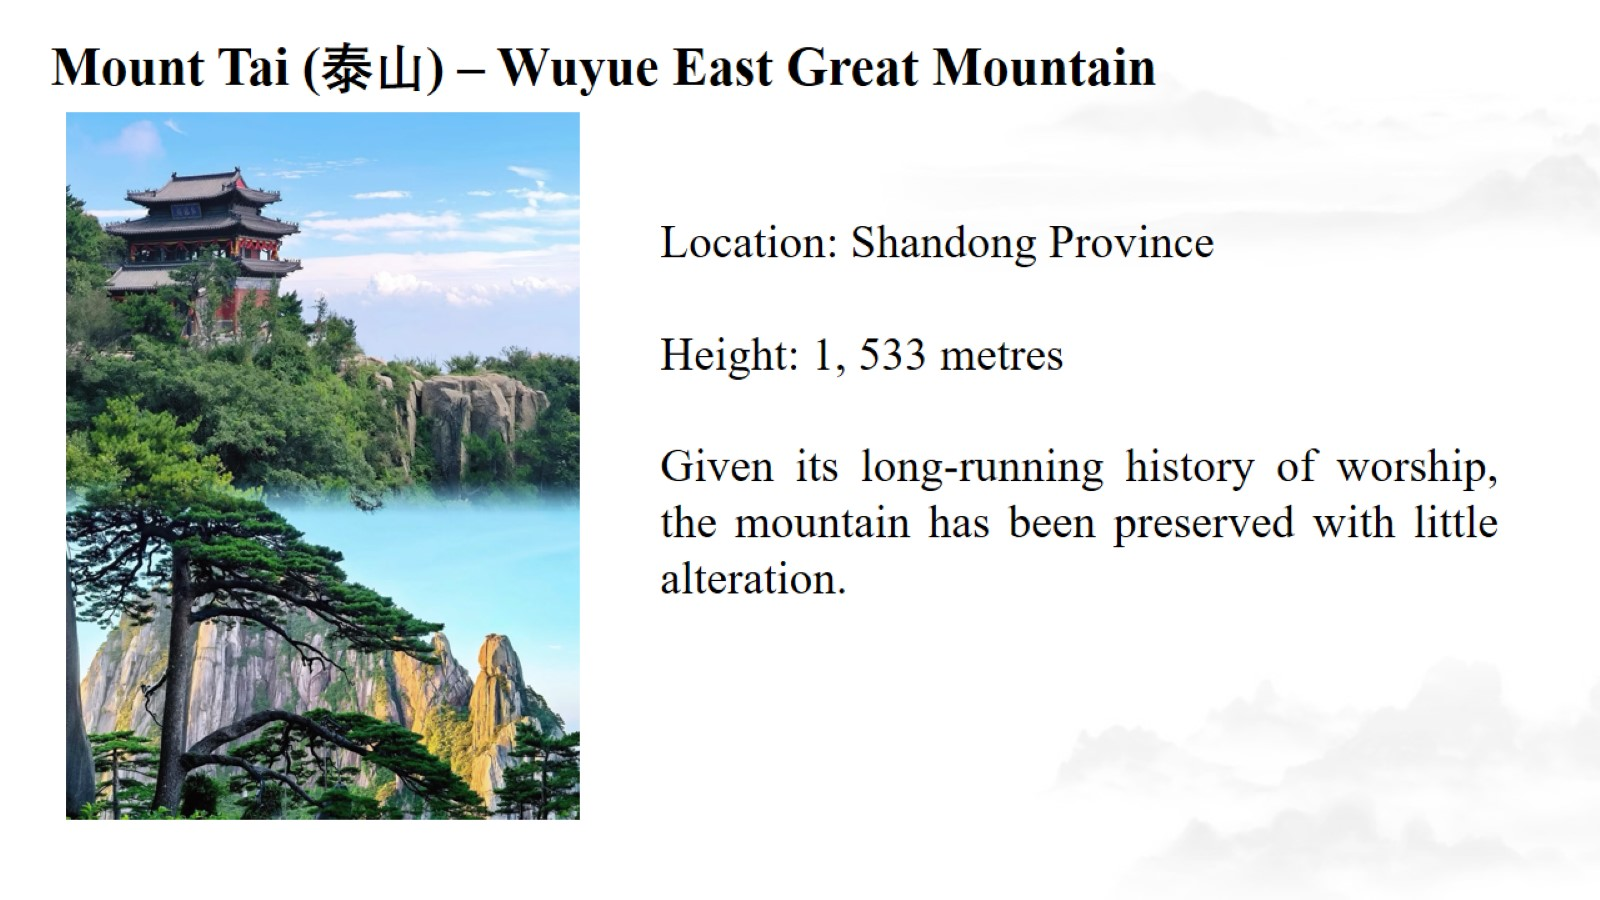 Mount Tai (泰山) – Wuyue East Great Mountain
Location: Shandong Province
Height: 1, 533 metres
Given its long-running history of worship,
the mountain has been preserved with little
alteration.